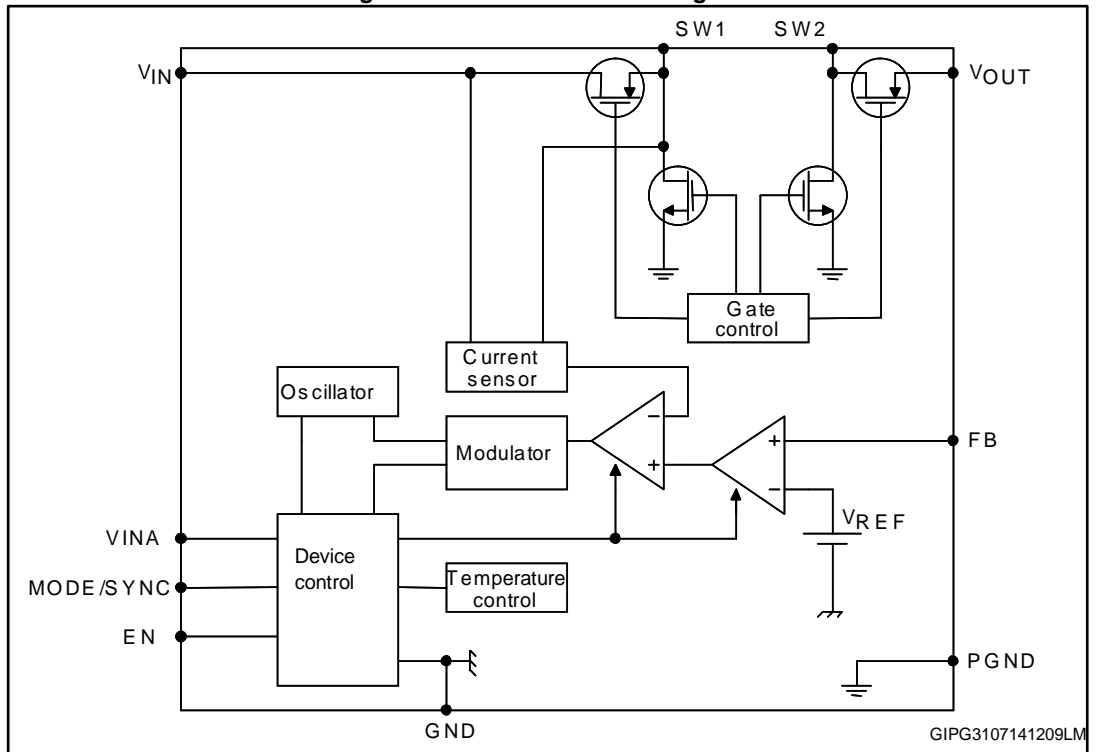 SW1 SW2
VIN
VOUT
Gate
control
Current
sensor
Oscillator
Modulator
−
+
+
−
FB
VREF
VINA
Device
control
MODE/SYNC
Temperature
control
EN
PGND
GND
GIPG3107141209LM